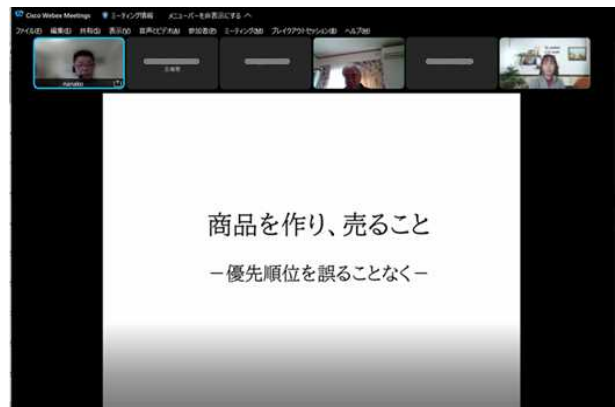 Cisco Webex Meetings ミーティング情報 メニューバーを非表示にする
ファイル(F) 編集(E) 共有(S) 表示(V) 音声とビデオ(A) 参加者(P) ミーティング(M) ブレイクアウトセッション(B) ヘルプ(H)
商品を作り、売ること
－優先順位を誤ることなく－